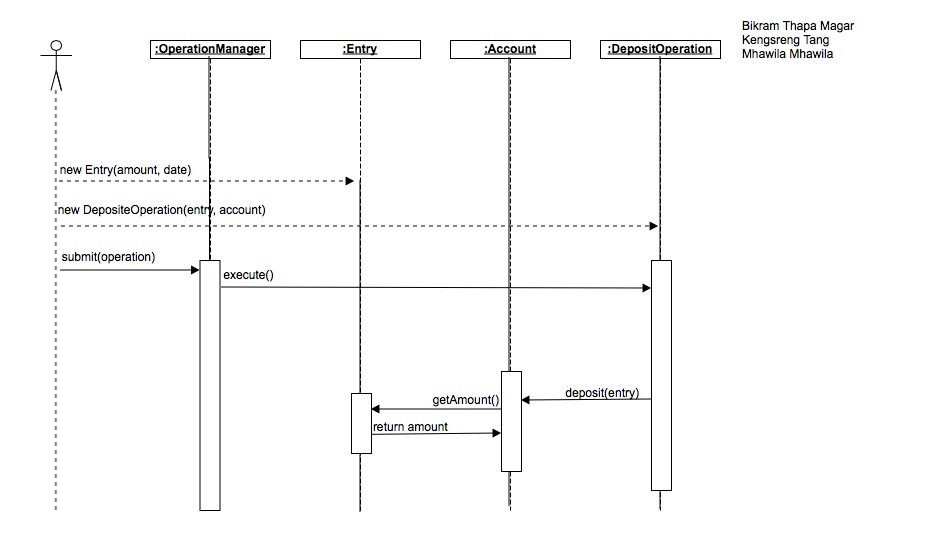 Bikram Thapa Magar
Kengsreng Tang
Mhawila Mhawila
:OperationManager
:Entry
:Account
:DepositOperation
new Entry(amount, date)
new DepositeOperation(entry, account)
submit(operation)
execute()
deposit(entry)
getAmount()
return amount